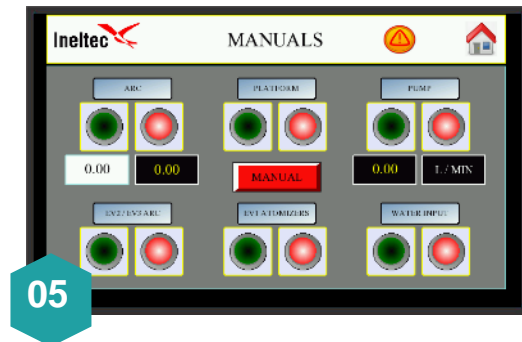 Ineltec
MANUALS
ARC
PLATFORM
PUMP
0.00
0.00
MANUAL
0.00
L / MIN
EV2 / EV3 ARC
EV1 ATOMIZERS
WATER INPUT
05